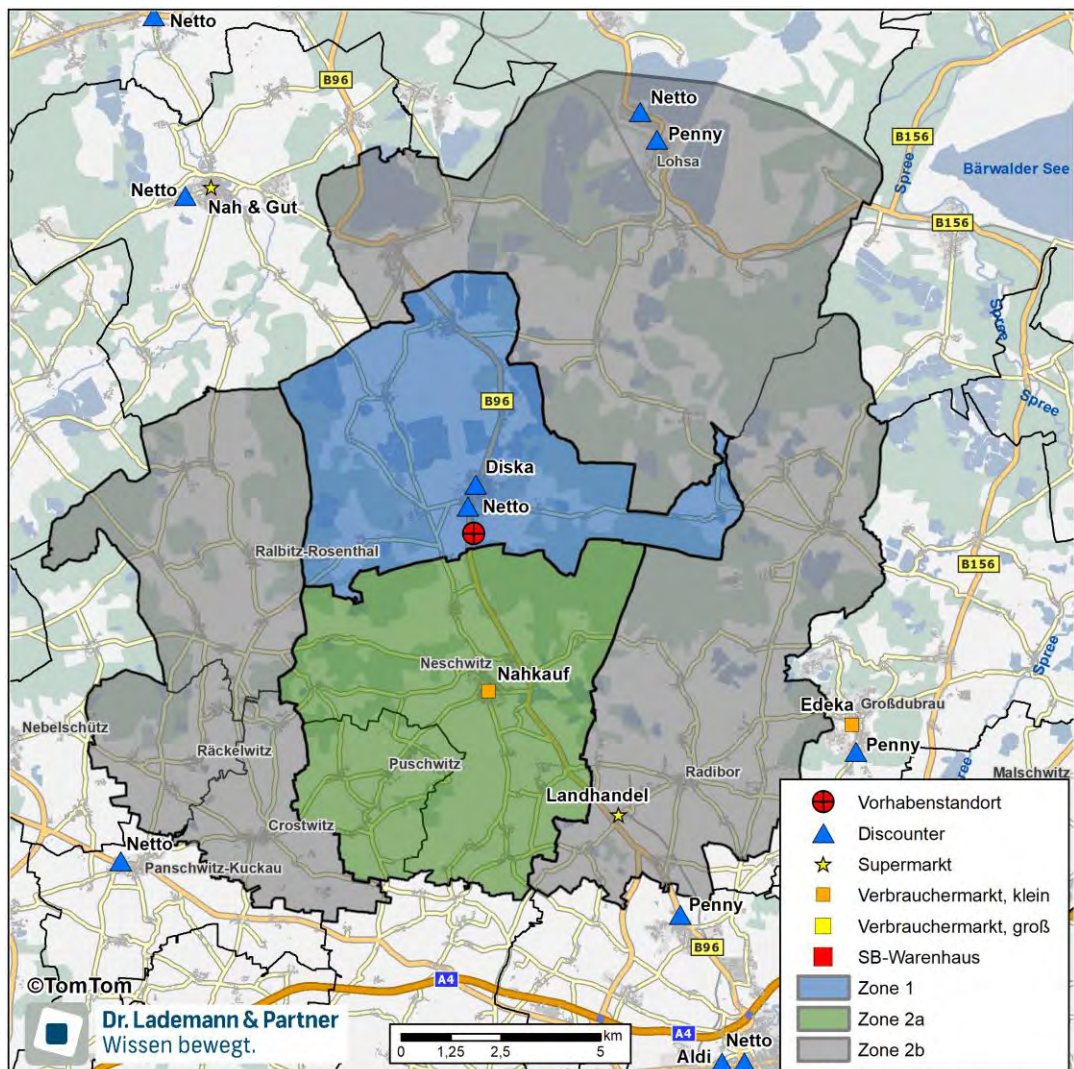 Netto
B96
Netto
Penny
Lohsa
B156
Spree
Bärwalder See
Netto
Nah & Gut
B156
Spree
Spree
B96
Diska
Netto
Ralbitz-Rosenthal
B156
Spree
Neschwitz
Nahkauf
Edeka
Großdubrau
Nebelschütz
Räckelwitz
Puschwitz
Radibor
Penny
Spree
Malschwitz
Landhandel
Crostwitz
Netto
Panschwitz-Kuckau
Penny
B96
A4
A4
Aldi
Netto
Vorhabenstandort
Discounter
Supermarkt
Verbrauchermarkt, klein
Verbrauchermarkt, groß
SB-Warenhaus
Zone 1
Zone 2a
Zone 2b
©TomTom
Dr. Lademann & Partner
Wissen bewegt.
km
0 1,25 2,5 5